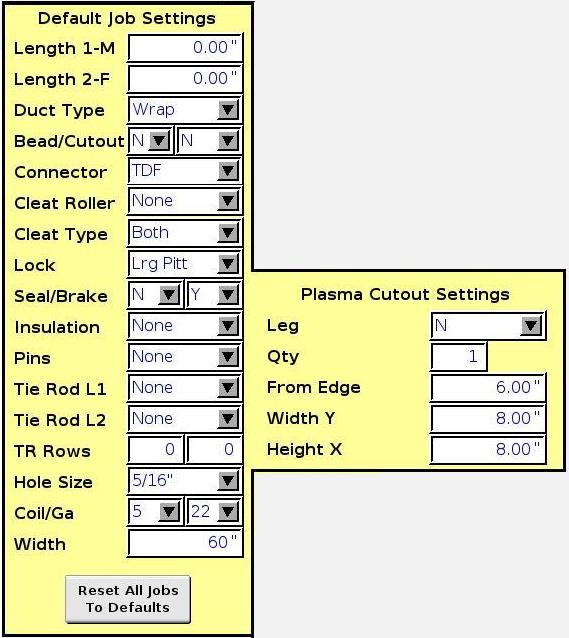 Default Job Settings
Length 1-M 0.00"
Length 2-F 0.00"
Duct Type Wrap
Bead/Cutout N N
Connector TDF
Cleat Roller None
Cleat Type Both
Lock Lrg Pitt
Seal/Brake N Y
Insulation None
Pins None
Tie Rod L1 None
Tie Rod L2 None
TR Rows 0 0
Hole Size 5/16"
Coil/Ga 5 22
Width 60"
Reset All Jobs
To Defaults
Plasma Cutout Settings
Leg N
Qty 1
From Edge 6.00"
Width Y 8.00"
Height X 8.00"